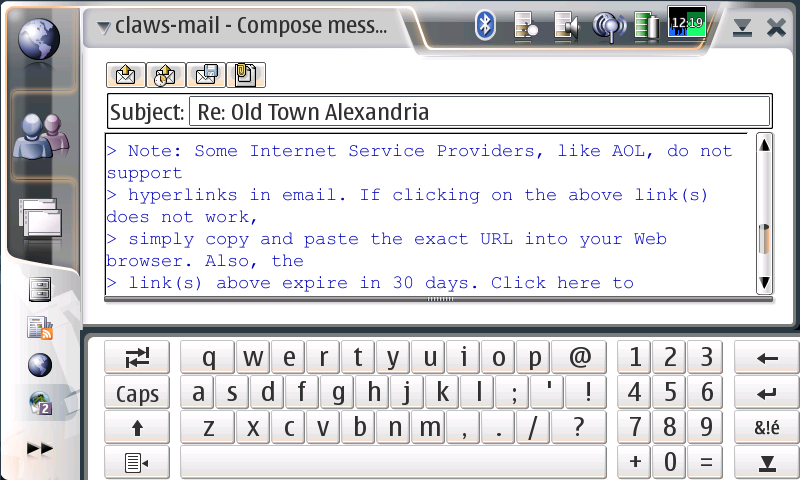 claws-mail - Compose mess...
12:19
Subject: Re: Old Town Alexandria
> Note: Some Internet Service Providers, like AOL, do not
support
> hyperlinks in email. If clicking on the above link(s)
does not work,
> simply copy and paste the exact URL into your Web
browser. Also, the
> link(s) above expire in 30 days. Click here to
2
q w e r t y u i o p @ 1 2 3
Caps a s d f g h j k l ; ' ! 4 5 6
z x c v b n m , . / ? 7 8 9 &!é
+ 0 =